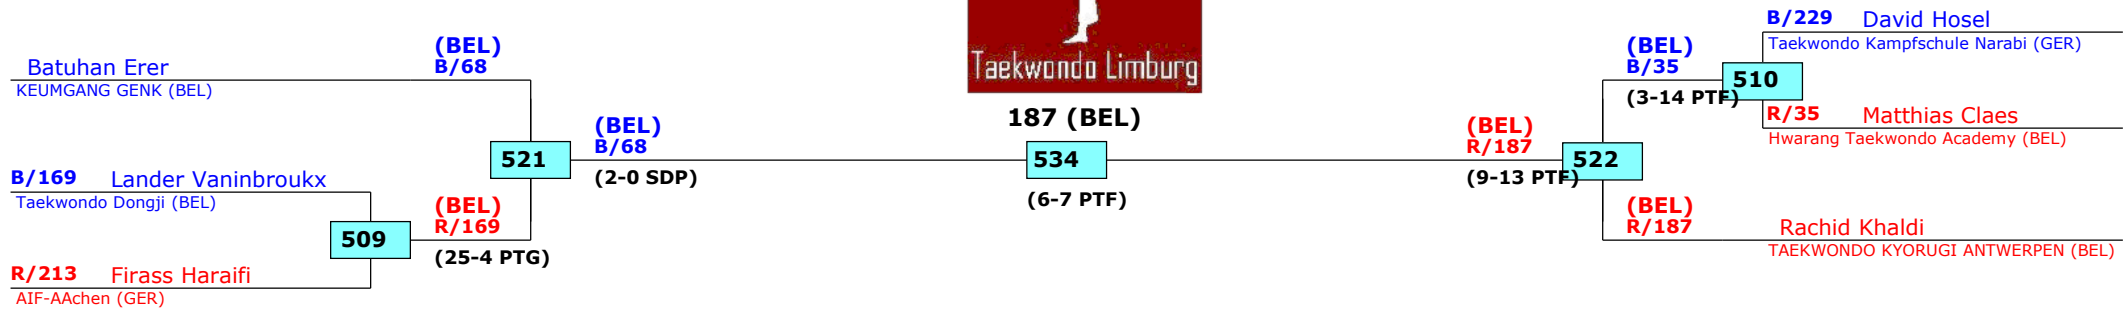 (BEL)
B/68
Batuhan Erer
KEUMGANG GENK (BEL)
B/169 Lander Vaninbroukx
Taekwondo Dongji (BEL)
R/213 Firass Haraifi
AIF-AAchen (GER)
509
(BEL)
R/169
(25-4 PTG)
521
(BEL)
B/68
(2-0 SDP)
Taekwondo Limburg
187 (BEL)
534
(6-7 PTF)
(BEL)
R/187
(9-13 PTF)
522
(BEL)
B/35
(3-14 PTF)
510
B/229 David Hosel
Taekwondo Kampfschule Narabi (GER)
R/35 Matthias Claes
Hwarang Taekwondo Academy (BEL)
(BEL)
R/187
Rachid Khaldi
TAEKWONDO KYORUGI ANTWERPEN (BEL)